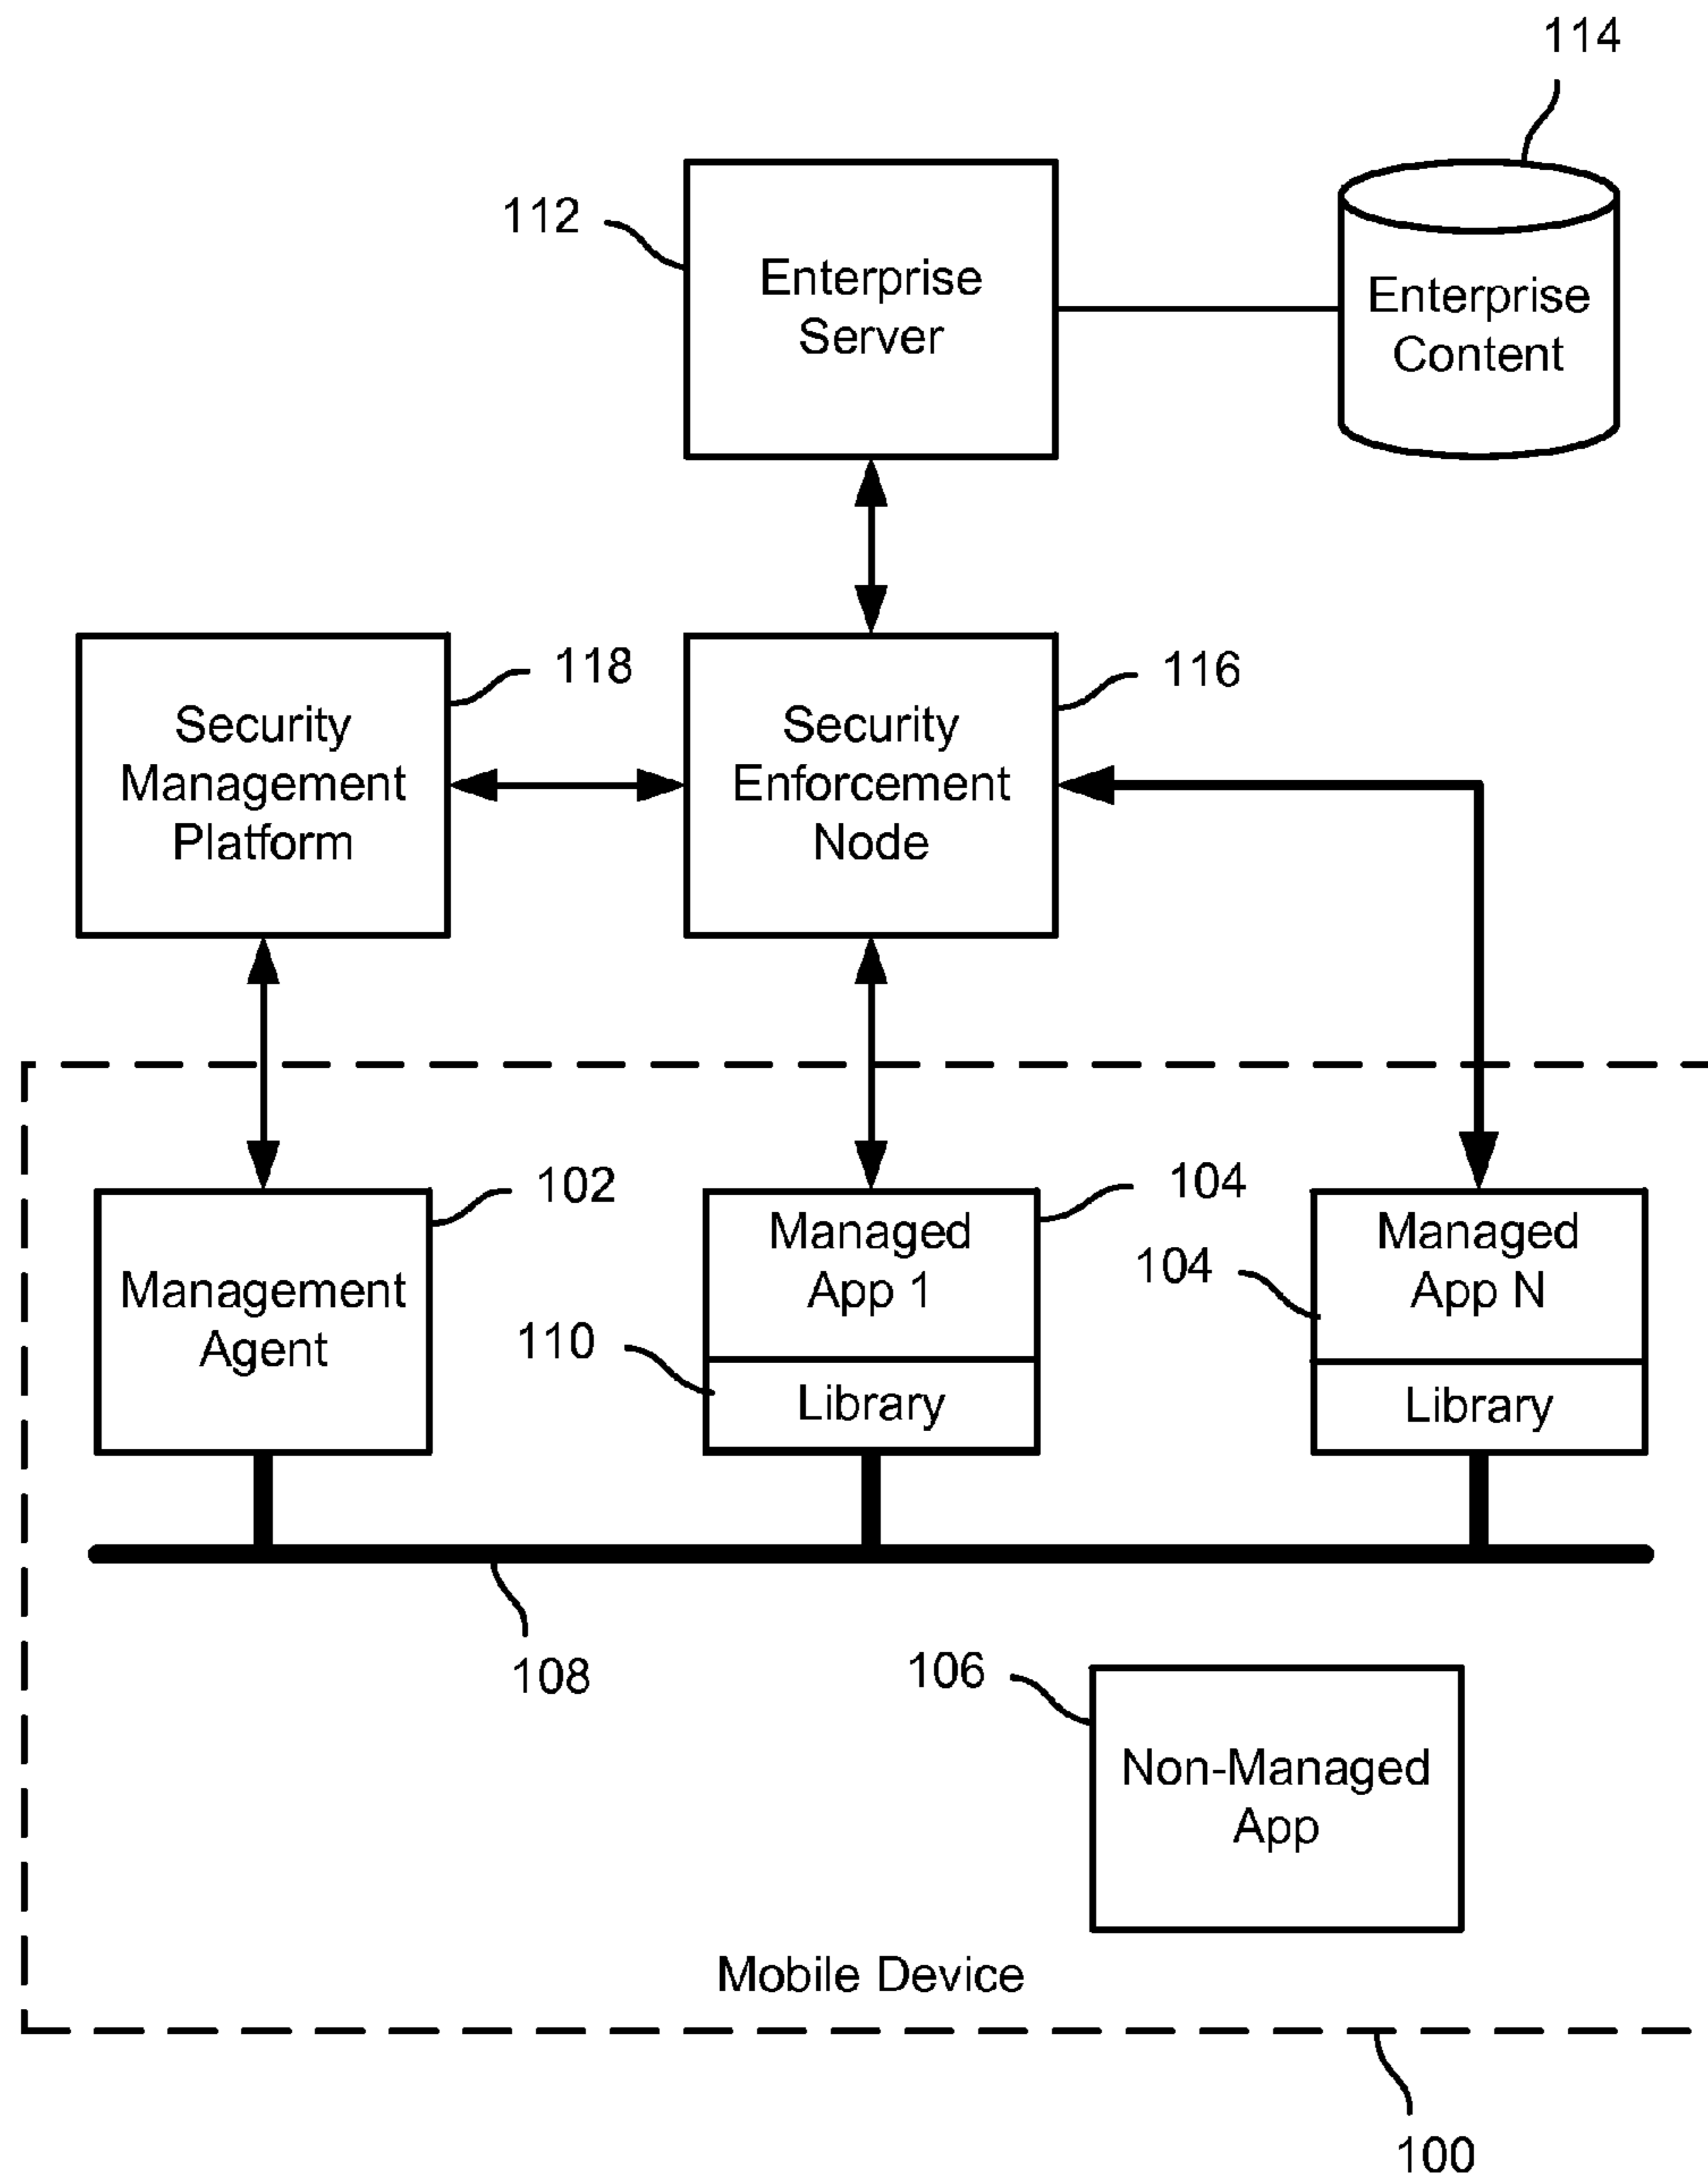 114
112
Enterprise
Server
Enterprise
Content
118
116
Security
Management
Platform
Security
Enforcement
Node
102
104
Management
Agent
Managed
App 1
104
Managed
App N
110
Library
Library
108
106
Non-Managed
App
Mobile Device
100